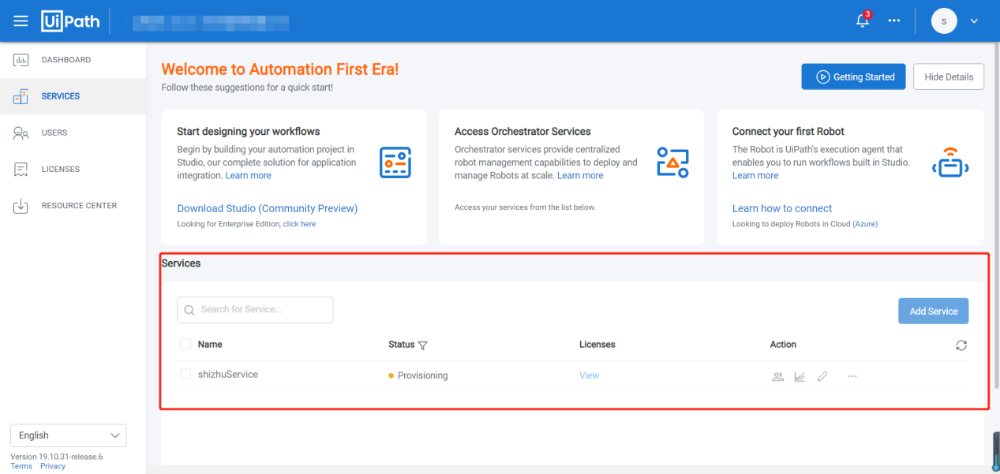 UiPath
3
s
DASHBOARD
SERVICES
USERS
LICENSES
RESOURCE CENTER
Welcome to Automation First Era!
Follow these suggestions for a quick start!
Getting Started
Hide Details
Start designing your workflows
Begin by building your automation project in
Studio, our complete solution for application
integration. Learn more
Download Studio (Community Preview)
Looking for Enterprise Edition, click here
Access Orchestrator Services
Orchestrator services provide centralized
robot management capabilities to deploy and
manage Robots at scale. Learn more
Access your services from the list below.
Connect your first Robot
The Robot is UiPath's execution agent that
enables you to run workflows built in Studio.
Learn more
Learn how to connect
Looking to deploy Robots in Cloud (Azure)
Services
Search for Service...
Add Service
Name Status Licenses Action
shizhuService Provisioning View
English
Version 19.10.31-release.6
Terms Privacy